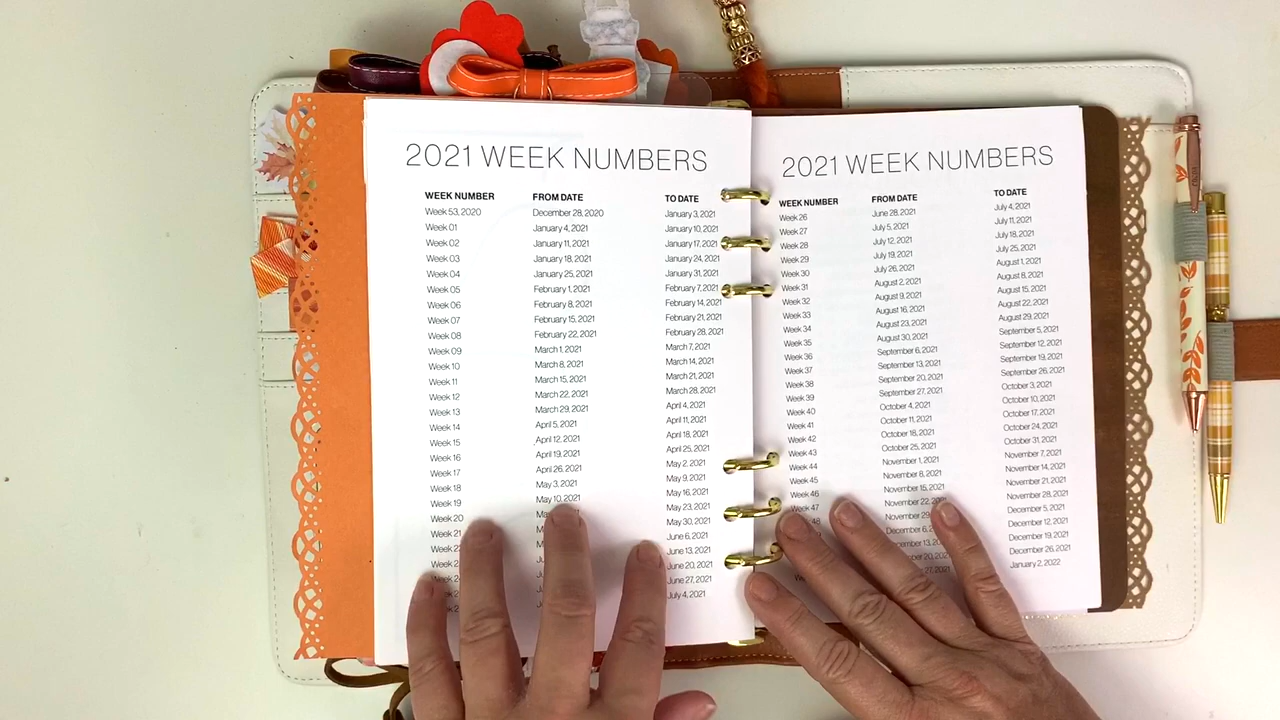 2021 WEEK NUMBERS
WEEK NUMBER FROM DATE TO DATE
Week 53, 2020 December 28, 2020 January 3, 2021
Week 01 January 4, 2021 January 10, 2021
Week 02 January 11, 2021 January 17, 2021
Week 03 January 18, 2021 January 24, 2021
Week 04 January 25, 2021 January 31, 2021
Week 05 February 1, 2021 February 7, 2021
Week 06 February 8, 2021 February 14, 2021
Week 07 February 15, 2021 February 21, 2021
Week 08 February 22, 2021 February 28, 2021
Week 09 March 1, 2021 March 7, 2021
Week 10 March 8, 2021 March 14, 2021
Week 11 March 15, 2021 March 21, 2021
Week 12 March 22, 2021 March 28, 2021
Week 13 March 29, 2021 April 4, 2021
Week 14 April 5, 2021 April 11, 2021
Week 15 April 12, 2021 April 18, 2021
Week 16 April 19, 2021 April 25, 2021
Week 17 April 26, 2021 May 2, 2021
Week 18 May 3, 2021 May 9, 2021
Week 19 May 10, 2021 May 16, 2021
Week 20 May 23, 2021
Week 21 May 30, 2021
Week June 6, 2021
Week June 13, 2021
June 20, 2021
June 27, 2021
July 4, 2021
2021 WEEK NUMBERS
WEEK NUMBER FROM DATE TO DATE
Week 26 June 28, 2021 July 4, 2021
Week 27 July 5, 2021 July 11, 2021
Week 28 July 12, 2021 July 18, 2021
Week 29 July 19, 2021 July 25, 2021
Week 30 July 26, 2021 August 1, 2021
Week 31 August 2, 2021 August 8, 2021
Week 32 August 9, 2021 August 15, 2021
Week 33 August 16, 2021 August 22, 2021
Week 34 August 23, 2021 August 29, 2021
Week 35 August 30, 2021 September 5, 2021
Week 36 September 6, 2021 September 12, 2021
Week 37 September 13, 2021 September 19, 2021
Week 38 September 20, 2021 September 26, 2021
Week 39 September 27, 2021 October 3, 2021
Week 40 October 4, 2021 October 10, 2021
Week 41 October 11, 2021 October 17, 2021
Week 42 October 18, 2021 October 24, 2021
Week 43 October 25, 2021 October 31, 2021
Week 44 November 1, 2021 November 7, 2021
Week 45 November 8, 2021 November 14, 2021
Week 46 November 15, 2021 November 21, 2021
Week 47 November 22, 2021 November 28, 2021
48 November 29 December 5, 2021
December 6 December 12, 2021
13, 2021 December 19, 2021
20, 2021 December 26, 2021
27, 2021 January 2, 2022